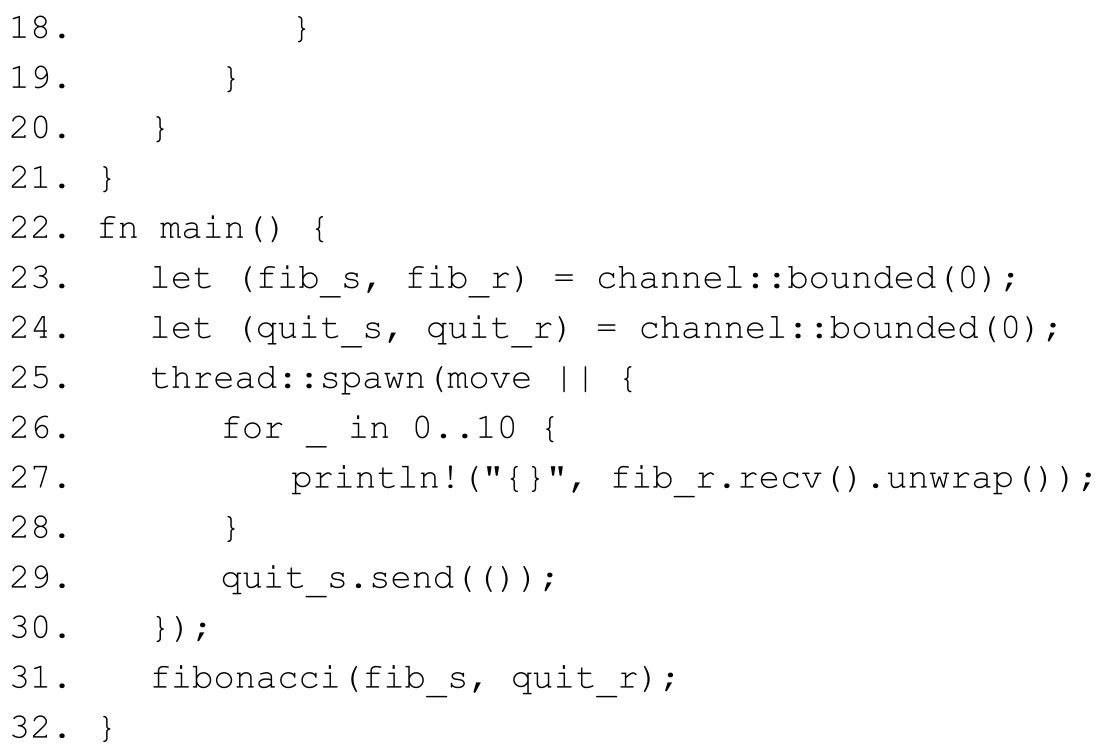 18.         }
19.      }
20.   }
21. }
22. fn main() {
23.   let (fib_s, fib_r) = channel::bounded(0);
24.   let (quit_s, quit_r) = channel::bounded(0);
25.   thread::spawn(move || {
26.      for _ in 0..10 {
27.         println!("{}", fib_r.recv().unwrap());
28.      }
29.      quit_s.send(());
30.   });
31.   fibonacci(fib_s, quit_r);
32. }